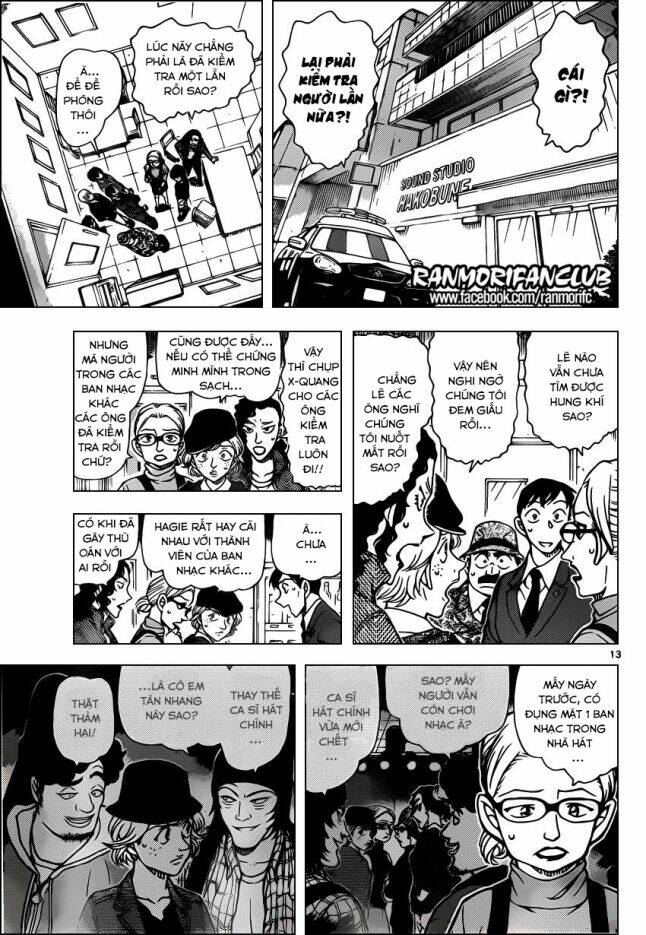 CÁI
GÌ?!
LẠI PHẢI
KIỂM TRA
NGƯỜI LẦN
NỮA?!
SOUND STUDIO
HAKOBUNE
RANMORIFANCLUB
www.facebook.com/ranmorifc
LÚC NÃY CHẲNG
PHẢI LÀ ĐÃ KIỂM
TRA MỘT LẦN
RỒI SAO?
À...
ĐỂ ĐỀ
PHÒNG
THÔI
...
LẼ NÀO
VẪN CHƯA
TÌM ĐƯỢC
HUNG KHÍ
SAO?
VẬY NÊN
NGHI NGỜ
CHÚNG TÔI
ĐEM GIẤU
RỒI...
CHẲNG
LẼ CÁC
ÔNG NGHĨ
CHÚNG
TÔI NUỐT
MẤT RỒI
SAO?
VẬY
THÌ CHỤP
X-QUANG
CHO CÁC
ÔNG
KIỂM
TRA
LUÔN
ĐI!!
CŨNG ĐƯỢC ĐẤY...
NẾU CÓ THỂ CHỨNG
MINH MÌNH TRONG
SẠCH...
NHƯNG
MÀ NGƯỜI
TRONG CÁC
BAN NHẠC
KHÁC
CÁC ÔNG
ĐÃ KIỂM
TRA RỒI
CHỨ?
À...
CHƯA...
HAGIE RẤT HAY CÃI
NHAU VỚI THÀNH
VIÊN CỦA BAN
NHẠC KHÁC...
CÓ KHI ĐÃ
GÂY THÙ
OÁN VỚI
AI RỒI
13
MẤY NGÀY
TRƯỚC, CÓ
ĐỤNG MẶT 1 BAN
NHẠC TRONG
NHÀ HÁT
...
SAO? MẤY
NGƯỜI VẪN
CÒN CHƠI
NHẠC À?
CA SĨ
HÁT CHÍNH
VỪA MỚI
CHẾT
...
THAY THẾ
CA SĨ HÁT
CHÍNH
...
...LÀ CÔ EM
TÀN NHANG
NÀY SAO?
THẬT
THẢM
HẠI!